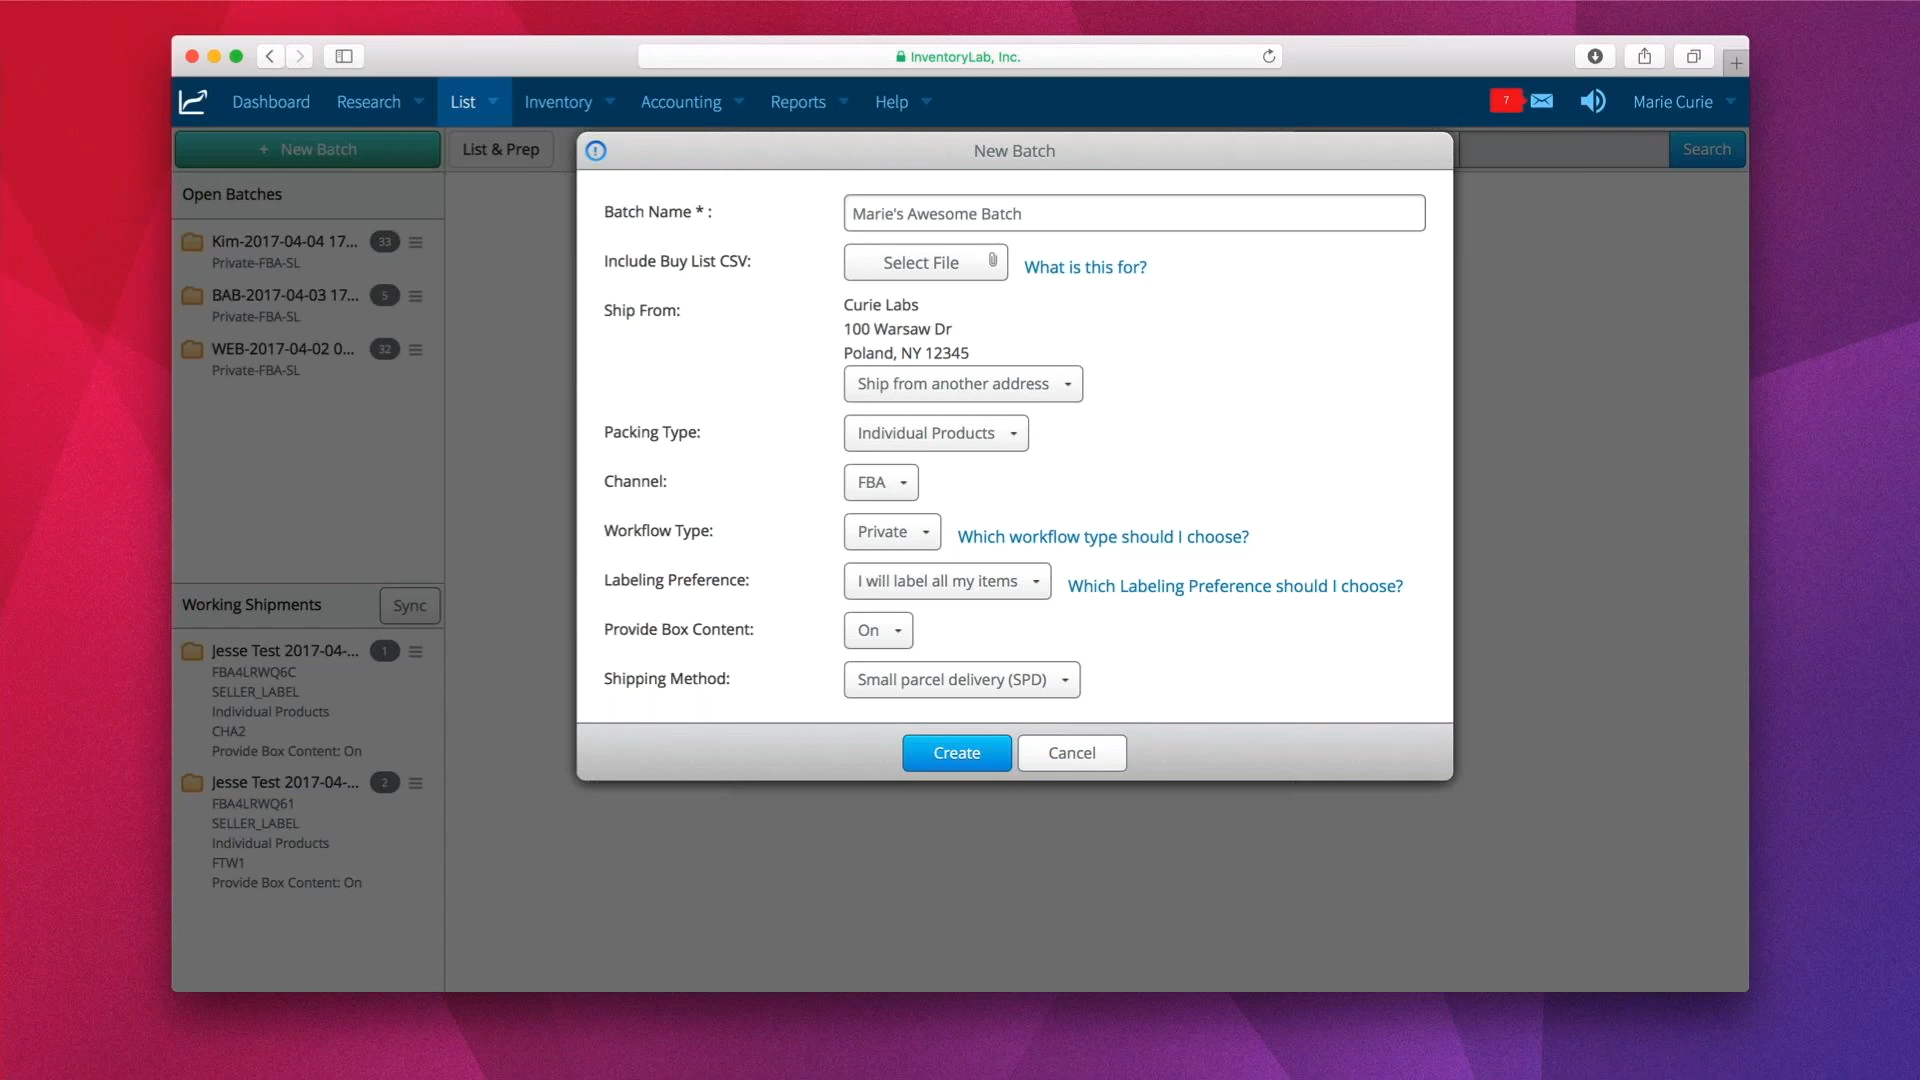 InventoryLab, Inc.
Dashboard Research List Inventory Accounting Reports Help 7 Marie Curie
+ New Batch
List & Prep
Search
Open Batches
Kim-2017-04-04 17... 33
Private-FBA-SL
BAB-2017-04-03 17... 5
Private-FBA-SL
WEB-2017-04-02 0... 32
Private-FBA-SL
Working Shipments Sync
Jesse Test 2017-04-... 1
FBA4LRWQ6C
SELLER_LABEL
Individual Products
CHA2
Provide Box Content: On
Jesse Test 2017-04-... 2
FBA4LRWQ61
SELLER_LABEL
Individual Products
FTW1
Provide Box Content: On
New Batch
Batch Name * : Marie's Awesome Batch
Include Buy List CSV: Select File What is this for?
Ship From: Curie Labs
100 Warsaw Dr
Poland, NY 12345
Ship from another address
Packing Type: Individual Products
Channel: FBA
Workflow Type: Private Which workflow type should I choose?
Labeling Preference: I will label all my items Which Labeling Preference should I choose?
Provide Box Content: On
Shipping Method: Small parcel delivery (SPD)
Create Cancel